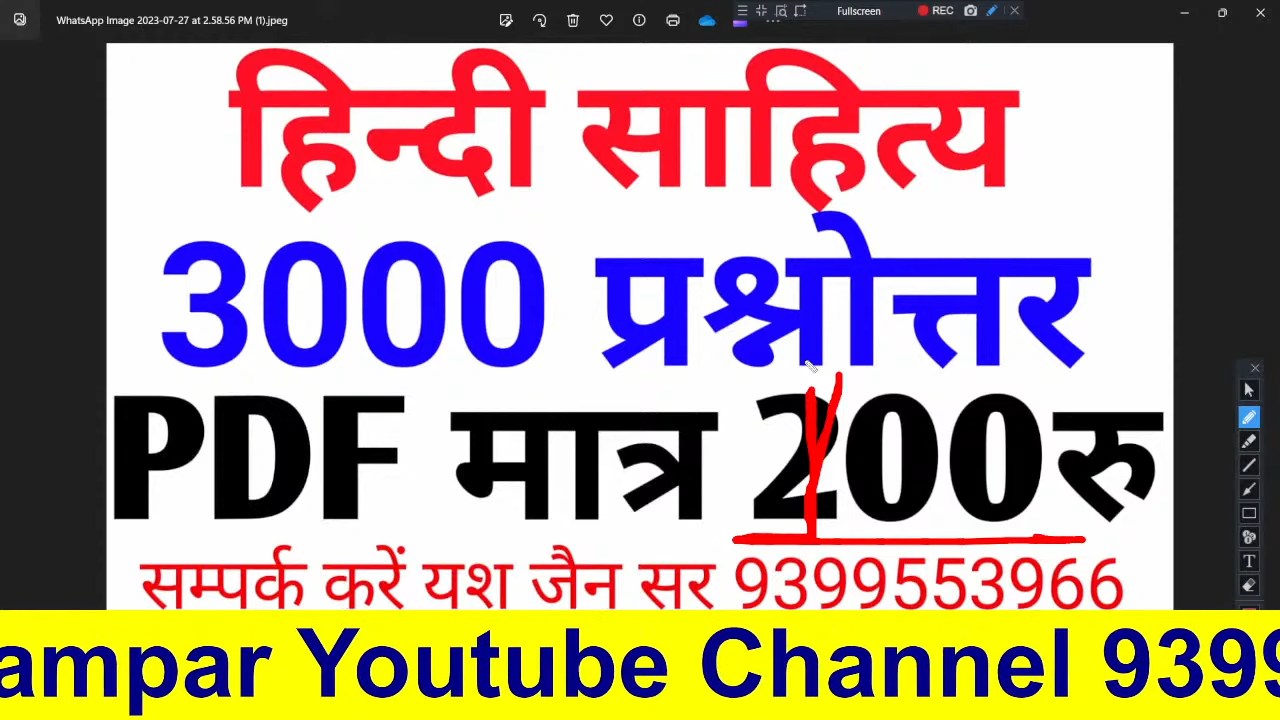 WhatsApp Image 2023-07-27 at 2.58.56 PM (1).jpeg
Fullscreen
REC
हिन्दी साहित्य
3000 प्रश्नोत्तर
PDF मात्र 200रु
सम्पर्क करें यश जैन सर 9399553966
ampar Youtube Channel 9399